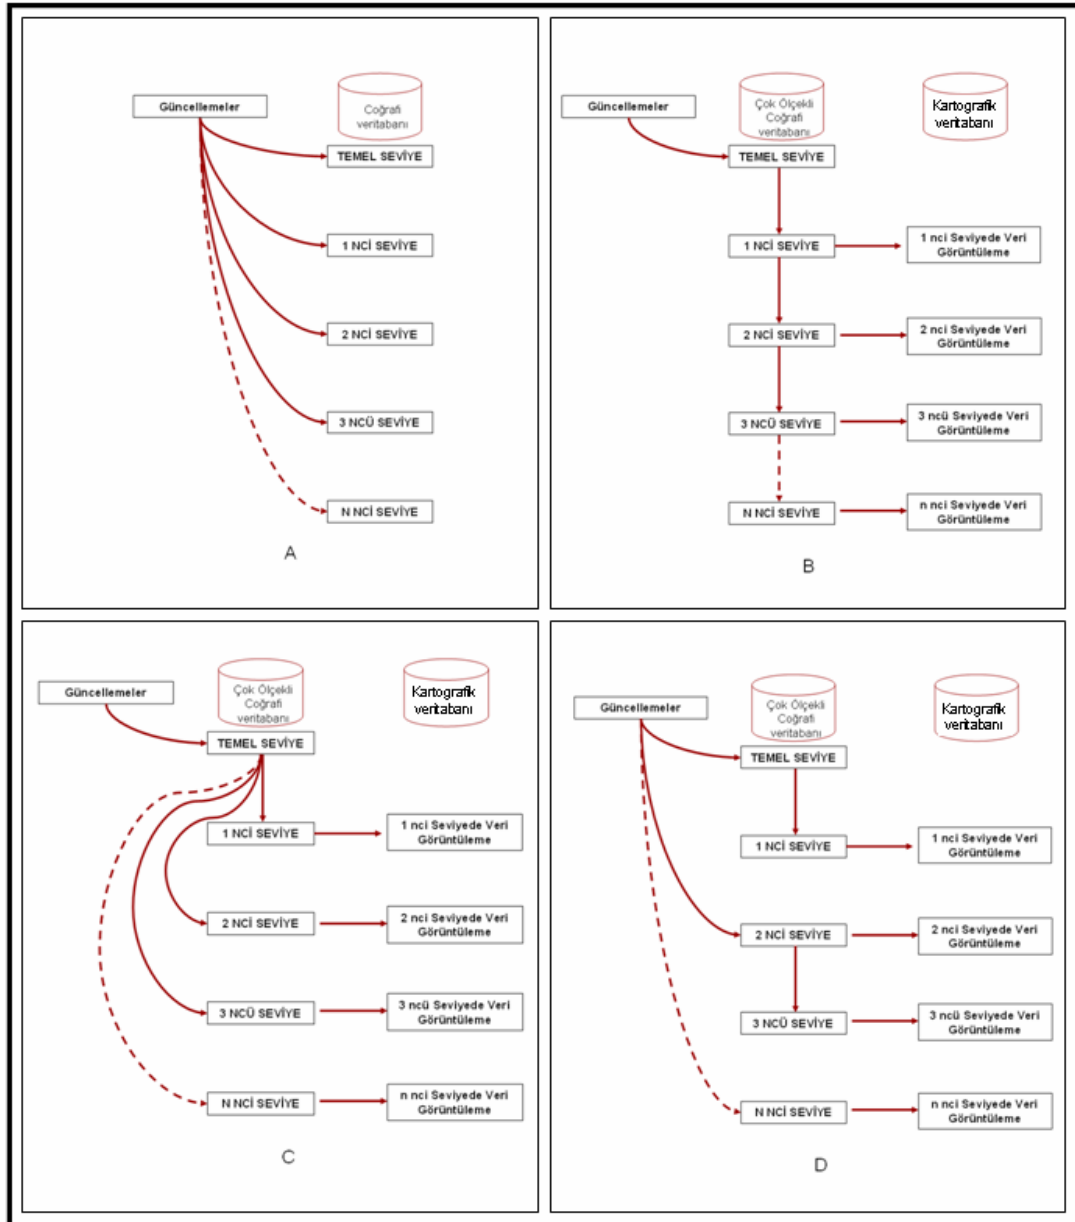 Güncellemeler
Coğrafi
veritabanı
TEMEL SEVİYE
1 NCİ SEVİYE
2 NCİ SEVİYE
3 NCÜ SEVİYE
N NCİ SEVİYE
A
Güncellemeler
Çok Ölçekli
Coğrafi
veritabanı
Kartografik
veritabanı
TEMEL SEVİYE
1 NCİ SEVİYE
1 nci Seviyede Veri
Görüntüleme
2 NCİ SEVİYE
2 nci Seviyede Veri
Görüntüleme
3 NCÜ SEVİYE
3 ncü Seviyede Veri
Görüntüleme
N NCİ SEVİYE
n nci Seviyede Veri
Görüntüleme
B
Güncellemeler
Çok Ölçekli
Coğrafi
veritabanı
Kartografik
veritabanı
TEMEL SEVİYE
1 NCİ SEVİYE
1 nci Seviyede Veri
Görüntüleme
2 NCİ SEVİYE
2 nci Seviyede Veri
Görüntüleme
3 NCÜ SEVİYE
3 ncü Seviyede Veri
Görüntüleme
N NCİ SEVİYE
n nci Seviyede Veri
Görüntüleme
C
Güncellemeler
Çok Ölçekli
Coğrafi
veritabanı
Kartografik
veritabanı
TEMEL SEVİYE
1 NCİ SEVİYE
1 nci Seviyede Veri
Görüntüleme
2 NCİ SEVİYE
2 nci Seviyede Veri
Görüntüleme
3 NCÜ SEVİYE
3 ncü Seviyede Veri
Görüntüleme
N NCİ SEVİYE
n nci Seviyede Veri
Görüntüleme
D